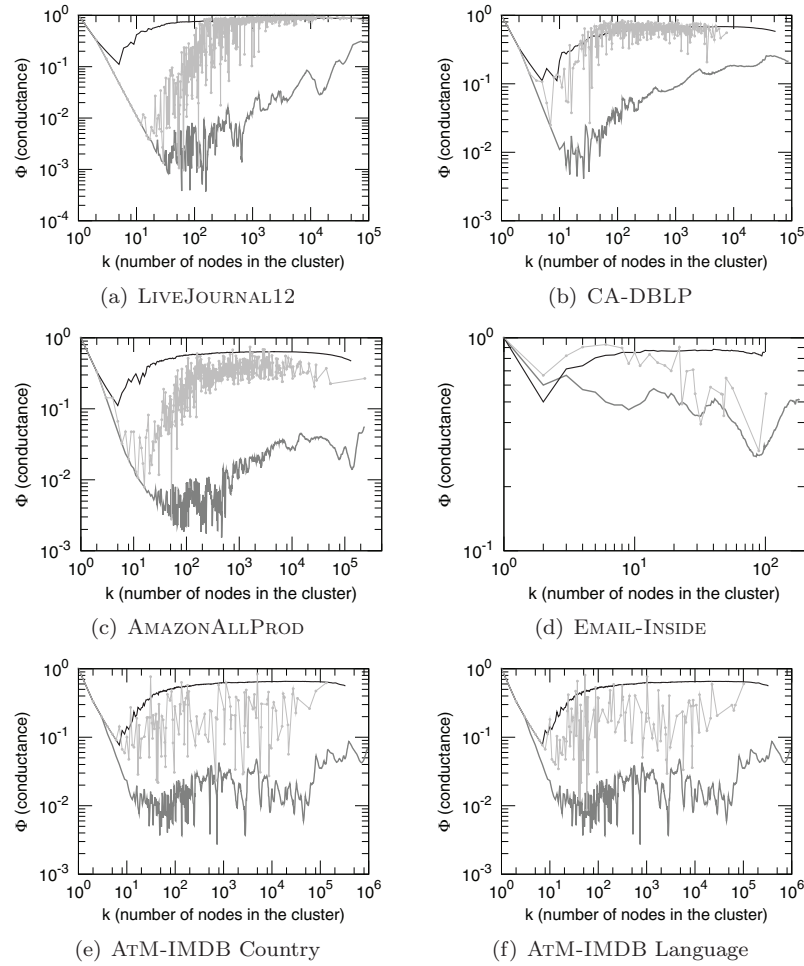 10^0
10^-1
10^-2
10^-3
10^-4
Φ (conductance)
10^0 10^1 10^2 10^3 10^4 10^5
k (number of nodes in the cluster)
(a) LIVEJOURNAL12
10^0
10^-1
10^-2
10^-3
Φ (conductance)
10^0 10^1 10^2 10^3 10^4 10^5
k (number of nodes in the cluster)
(b) CA-DBLP
10^0
10^-1
10^-2
10^-3
Φ (conductance)
10^0 10^1 10^2 10^3 10^4 10^5
k (number of nodes in the cluster)
(c) AMAZONALLPROD
10^0
10^-1
Φ (conductance)
10^0 10^1 10^2
k (number of nodes in the cluster)
(d) EMAIL-INSIDE
10^0
10^-1
10^-2
10^-3
Φ (conductance)
10^0 10^1 10^2 10^3 10^4 10^5 10^6
k (number of nodes in the cluster)
(e) ATM-IMDB Country
10^0
10^-1
10^-2
10^-3
Φ (conductance)
10^0 10^1 10^2 10^3 10^4 10^5 10^6
k (number of nodes in the cluster)
(f) ATM-IMDB Language